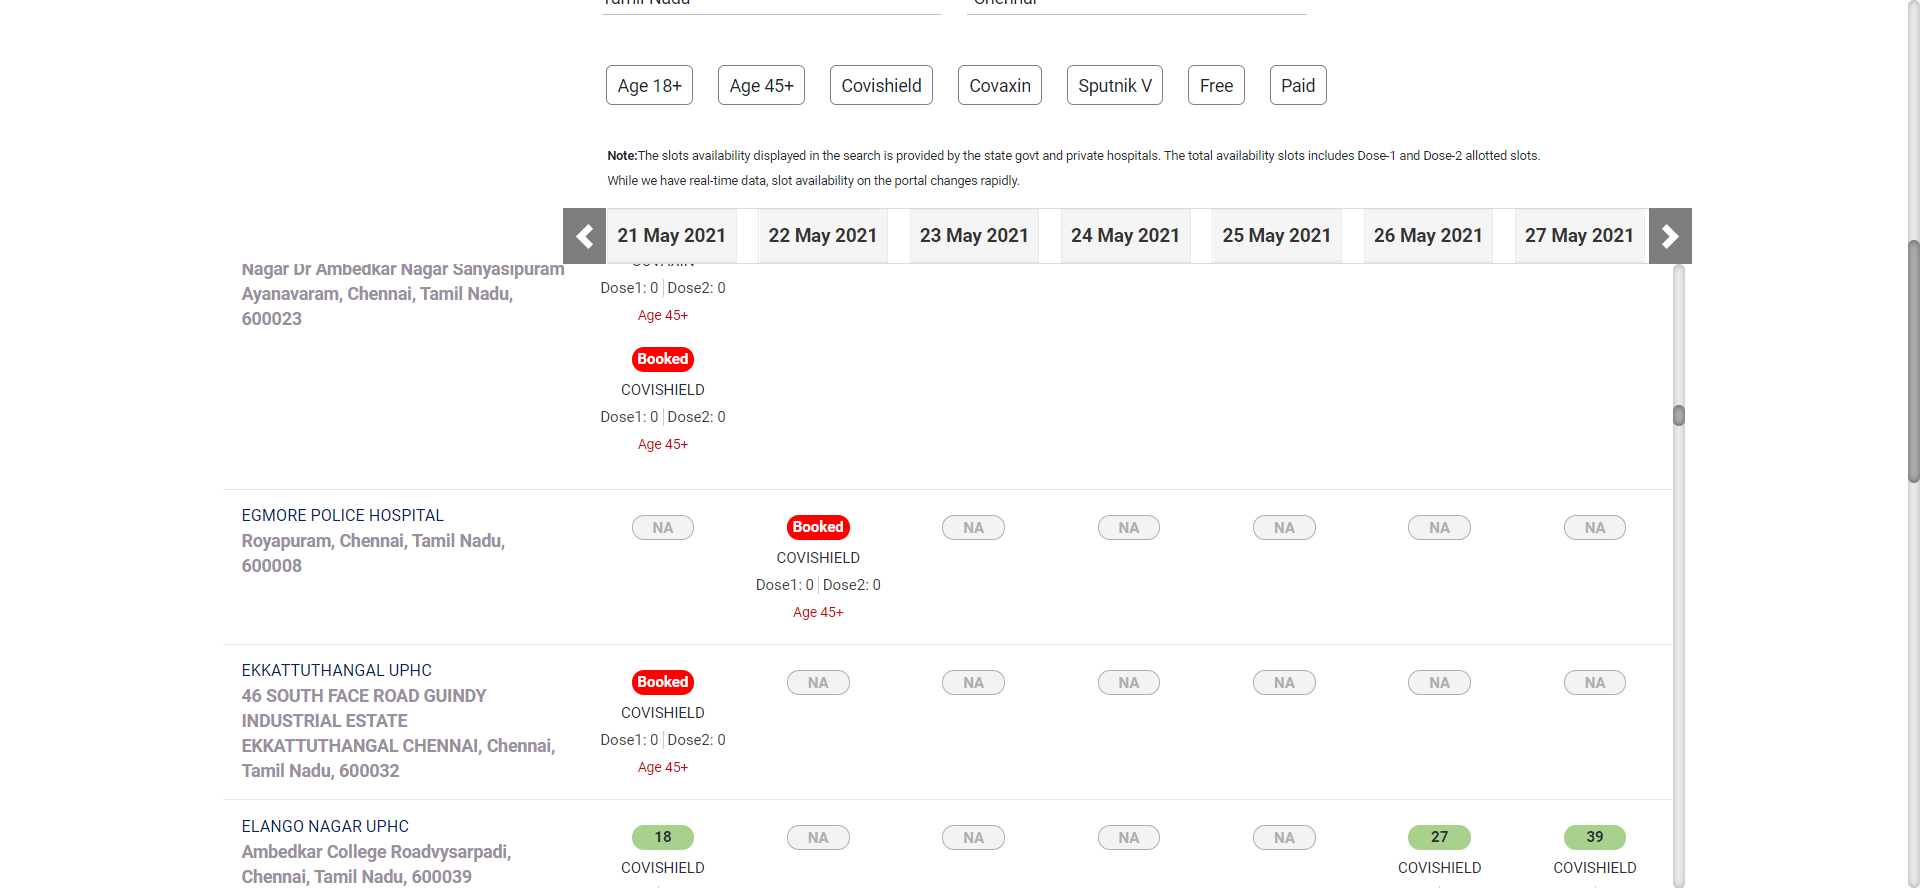 Tamil Nadu Chennai
Age 18+ Age 45+ Covishield Covaxin Sputnik V Free Paid
Note:The slots availability displayed in the search is provided by the state govt and private hospitals. The total availability slots includes Dose-1 and Dose-2 allotted slots.
While we have real-time data, slot availability on the portal changes rapidly.
21 May 2021 22 May 2021 23 May 2021 24 May 2021 25 May 2021 26 May 2021 27 May 2021
Nagar Dr Ambedkar Nagar Sanyasipuram
Ayanavaram, Chennai, Tamil Nadu,
600023
COVAXIN
Dose1: 0 Dose2: 0
Age 45+
Booked
COVISHIELD
Dose1: 0 Dose2: 0
Age 45+
EGMORE POLICE HOSPITAL
Royapuram, Chennai, Tamil Nadu,
600008
NA Booked NA NA NA NA NA
COVISHIELD
Dose1: 0 Dose2: 0
Age 45+
EKKATTUTHANGAL UPHC
46 SOUTH FACE ROAD GUINDY
INDUSTRIAL ESTATE
EKKATTUTHANGAL CHENNAI, Chennai,
Tamil Nadu, 600032
Booked NA NA NA NA NA NA
COVISHIELD
Dose1: 0 Dose2: 0
Age 45+
ELANGO NAGAR UPHC
Ambedkar College Roadvysarpadi,
Chennai, Tamil Nadu, 600039
18 NA NA NA NA 27 39
COVISHIELD COVISHIELD COVISHIELD